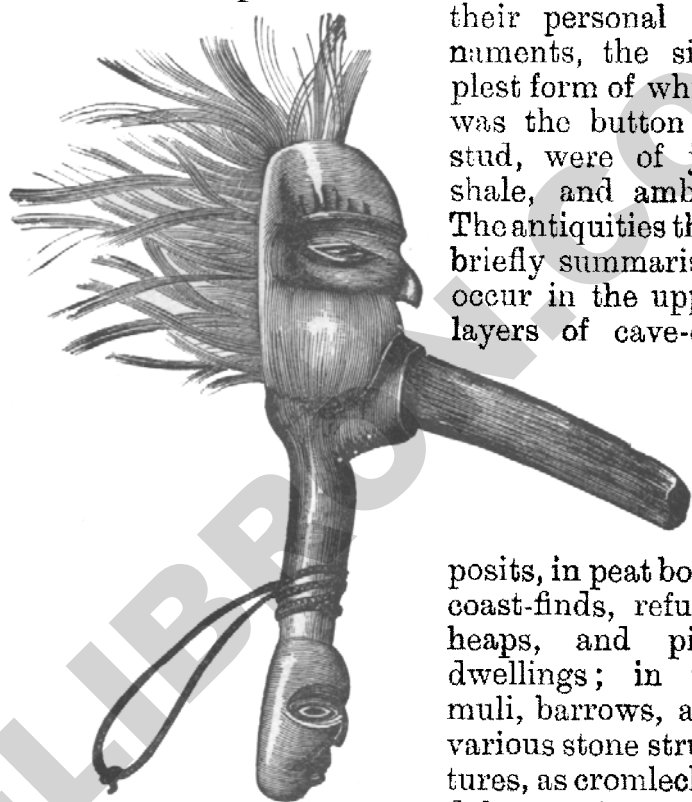 their personal
naments, the si
plest form of wh
was the button
stud, were of
shale, and amb
The antiquities th
briefly summaris
occur in the upp
layers of cave-
posits, in peat bo
coast-finds, refu
heaps, and pi
dwellings; in
muli, barrows, a
various stone stru
tures, as cromlec